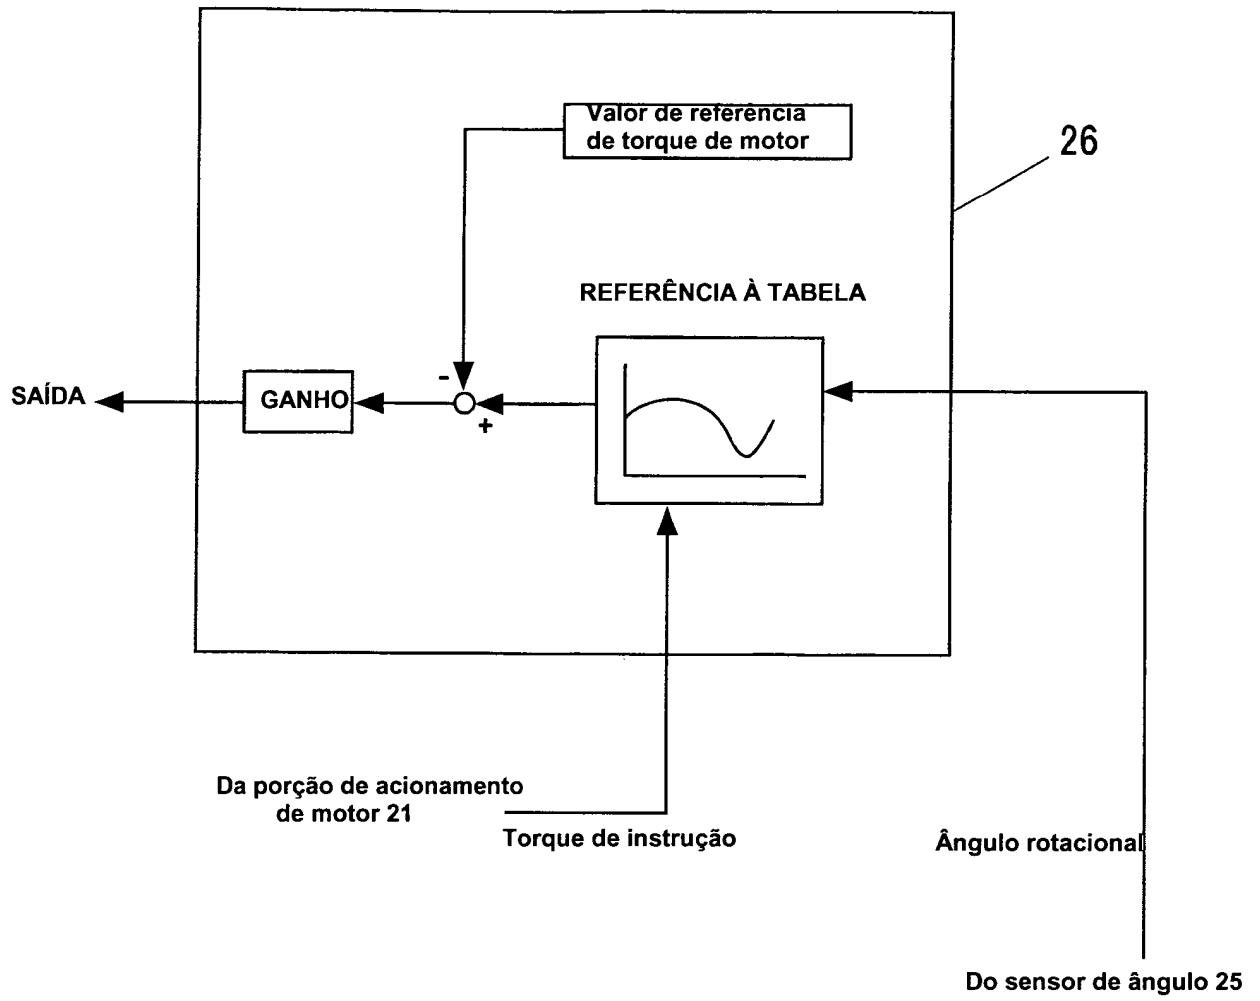 Valor de referência
de torque de motor
26
REFERÊNCIA À TABELA
SAÍDA
GANHO
-
+
Da porção de acionamento
de motor 21
Torque de instrução
Ângulo rotacional
Do sensor de ângulo 25